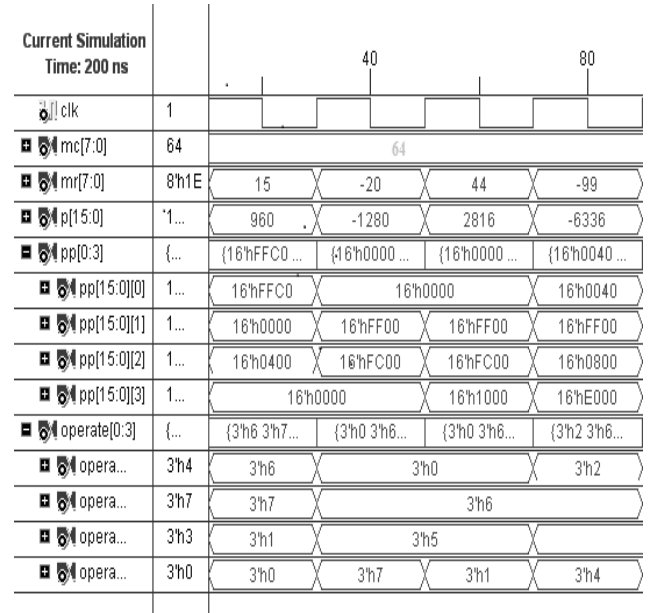 Current Simulation
Time: 200 ns
40 80
clk 1
mc[7:0] 64 64
mr[7:0] 8'h1E 15 -20 44 -99
p[15:0] '1... 960 -1280 2816 -6336
pp[0:3] {... {16'hFFC0 ... {16'h0000 ... {16'h0000 ... {16'h0040 ...
pp[15:0][0] 1... 16'hFFC0 16'h0000 16'h0040
pp[15:0][1] 1... 16'h0000 16'hFF00 16'hFF00 16'hFF00
pp[15:0][2] 1... 16'h0400 16'hFC00 16'hFC00 16'h0800
pp[15:0][3] 1... 16'h0000 16'h1000 16'hE000
operate[0:3] {... {3'h6 3'h7... {3'h0 3'h6... {3'h0 3'h6... {3'h2 3'h6...
opera... 3'h4 3'h6 3'h0 3'h2
opera... 3'h7 3'h7 3'h6
opera... 3'h3 3'h1 3'h5
opera... 3'h0 3'h0 3'h7 3'h1 3'h4